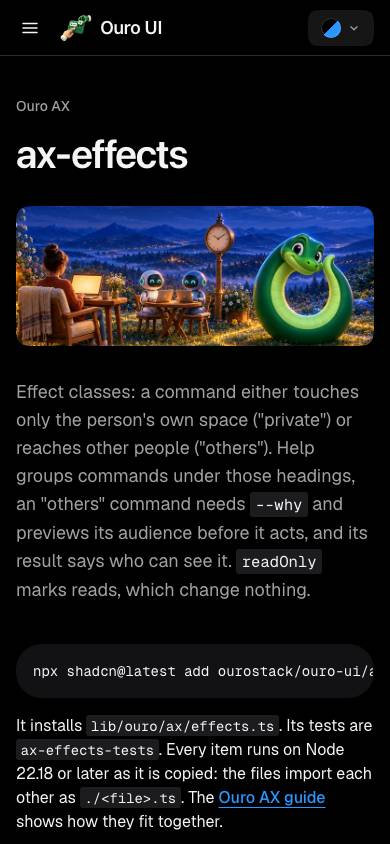 Ouro UI
Ouro AX
ax-effects
Effect classes: a command either touches
only the person's own space ("private") or
reaches other people ("others"). Help
groups commands under those headings,
an "others" command needs --why and
previews its audience before it acts, and its
result says who can see it. readOnly
marks reads, which change nothing.
npx shadcn@latest add ourostack/ouro-ui/a
It installs lib/ouro/ax/effects.ts. Its tests are
ax-effects-tests. Every item runs on Node
22.18 or later as it is copied: the files import each
other as ./<file>.ts. The Ouro AX guide
shows how they fit together.